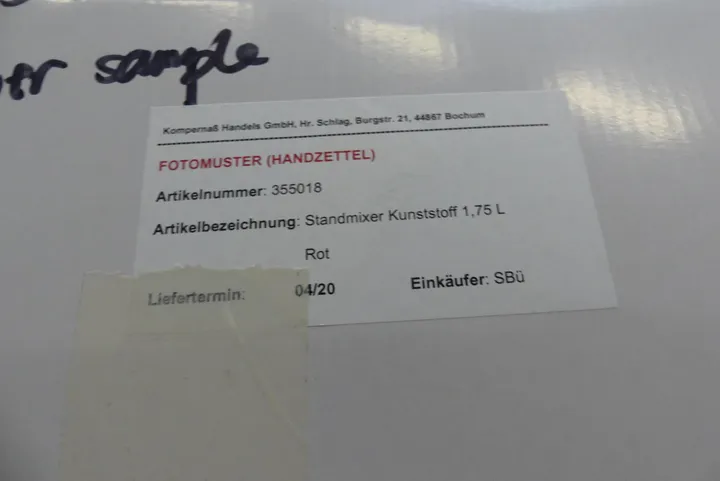 sample
Kompernaß Handels GmbH, Hr. Schlag, Burgstr. 21, 44867 Bochum
FOTOMUSTER (HANDZETTEL)
Artikelnummer: 355018
Artikelbezeichnung: Standmixer Kunststoff 1,75 L
Rot
Liefertermin: 04/20 Einkäufer: SBü